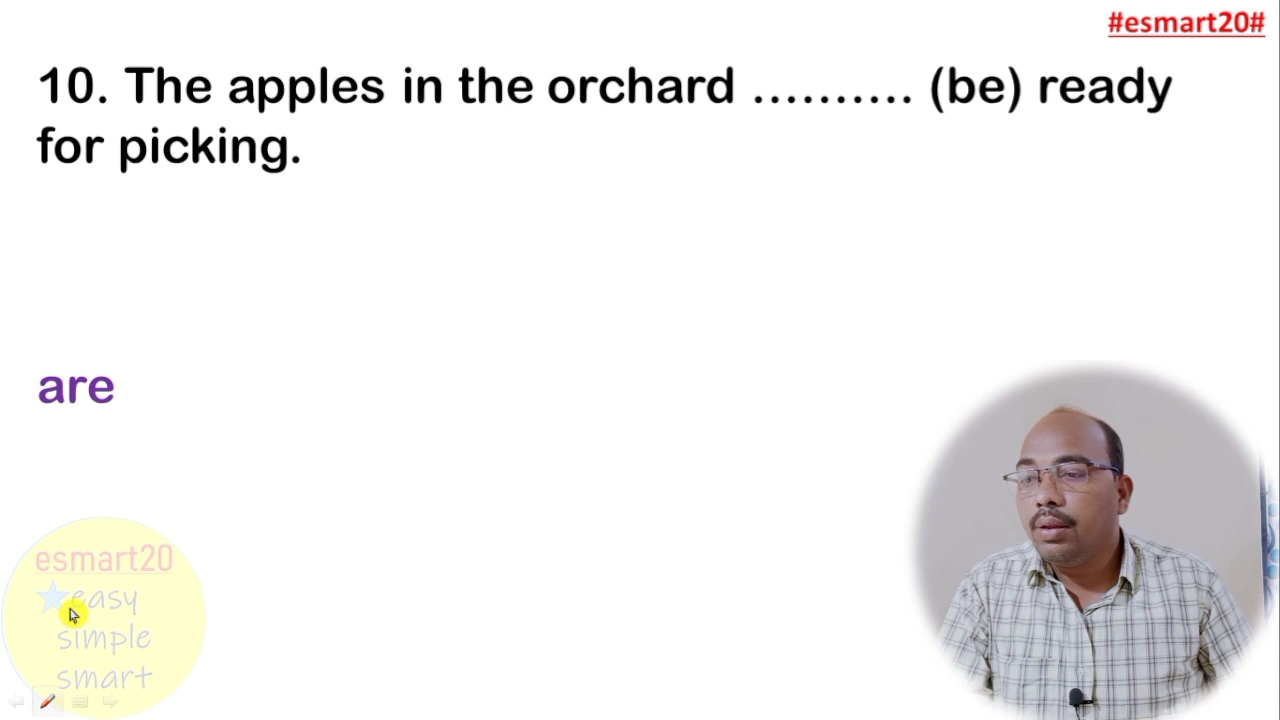 #esmart20#
10. The apples in the orchard .......... (be) ready
for picking.
are
esmart20
easy
simple
smart